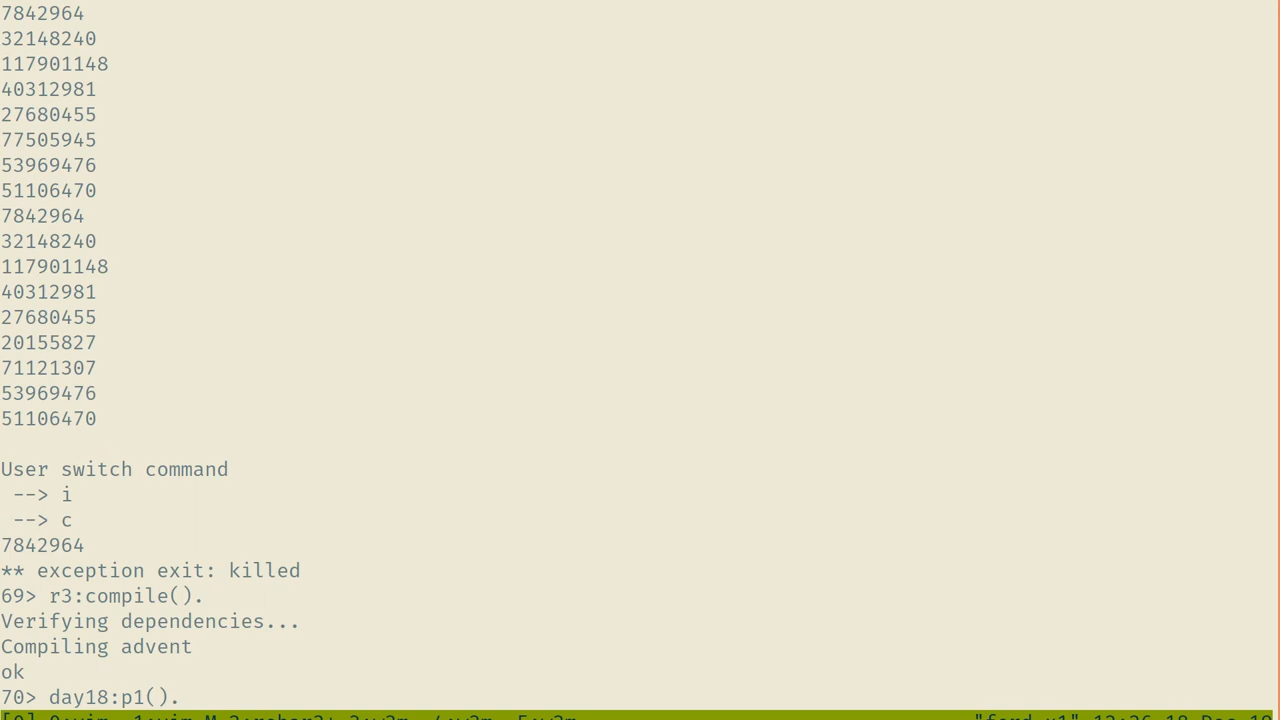 7842964
32148240
117901148
40312981
27680455
77505945
53969476
51106470
7842964
32148240
117901148
40312981
27680455
20155827
71121307
53969476
51106470
User switch command
--> i
--> c
7842964
** exception exit: killed
69> r3:compile().
Verifying dependencies...
Compiling advent
ok
70> day18:p1().